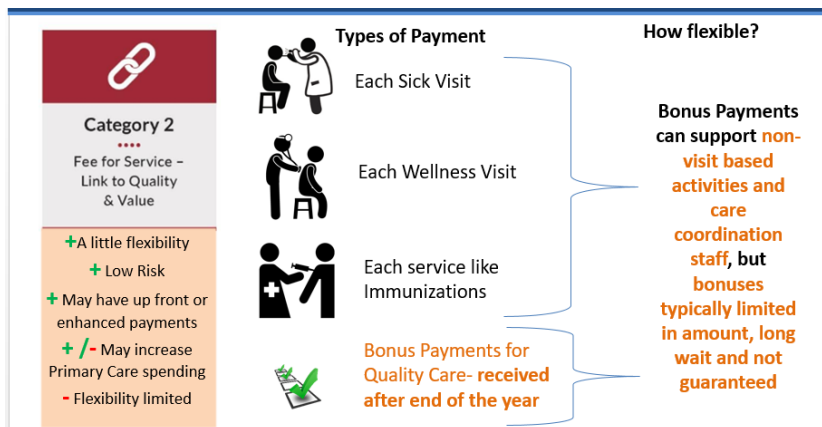 Types of Payment
How flexible?
Category 2
Fee for Service –
Link to Quality
& Value
+A little flexibility
+ Low Risk
+ May have up front or
enhanced payments
+ /- May increase
Primary Care spending
- Flexibility limited
Each Sick Visit
Each Wellness Visit
Each service like
Immunizations
Bonus Payments for
Quality Care- received
after end of the year
Bonus Payments
can support non-
visit based
activities and
care
coordination
staff, but
bonuses
typically limited
in amount, long
wait and not
guaranteed